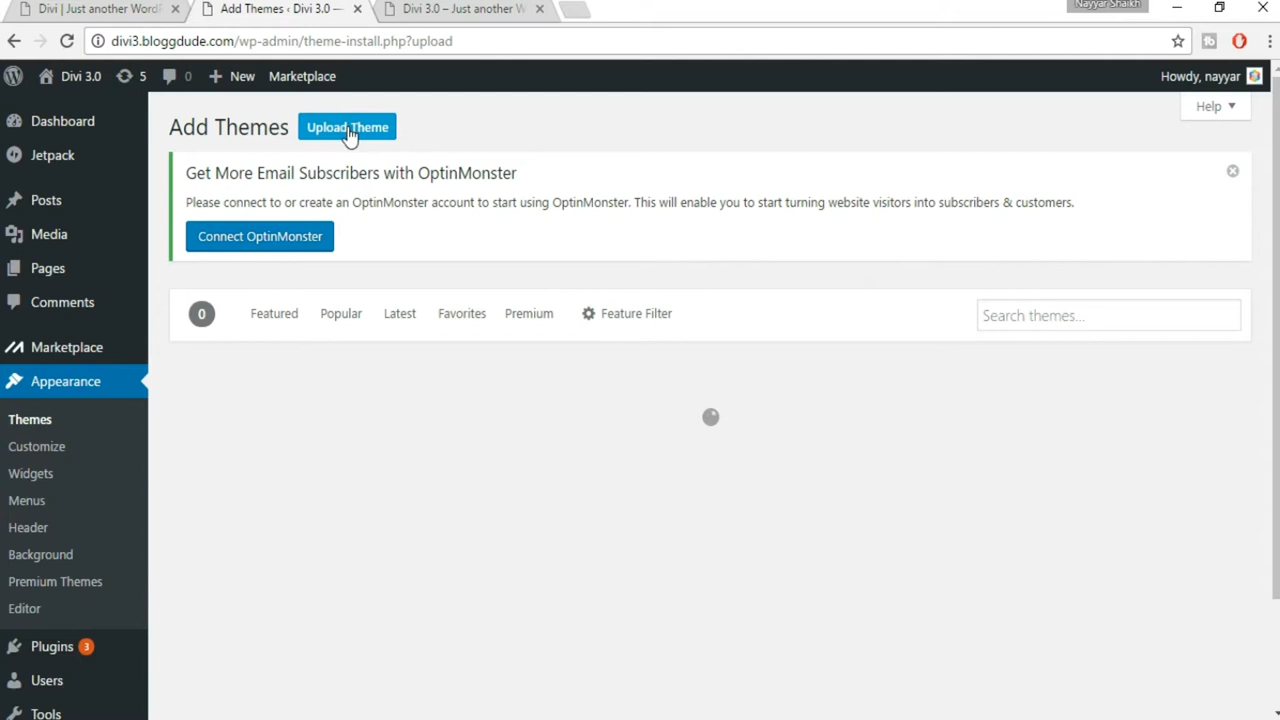 Divi | Just another WordP
Add Themes ‹ Divi 3.0 —
Divi 3.0 – Just another W
Nayyar Shaikh
divi3.bloggdude.com/wp-admin/theme-install.php?upload
Divi 3.0
5
0
New
Marketplace
Howdy, nayyar
Dashboard
Jetpack
Posts
Media
Pages
Comments
Marketplace
Appearance
Themes
Customize
Widgets
Menus
Header
Background
Premium Themes
Editor
Plugins 3
Users
Tools
Help
Add Themes
Upload Theme
Get More Email Subscribers with OptinMonster
Please connect to or create an OptinMonster account to start using OptinMonster. This will enable you to start turning website visitors into subscribers & customers.
Connect OptinMonster
0 Featured Popular Latest Favorites Premium Feature Filter
Search themes...